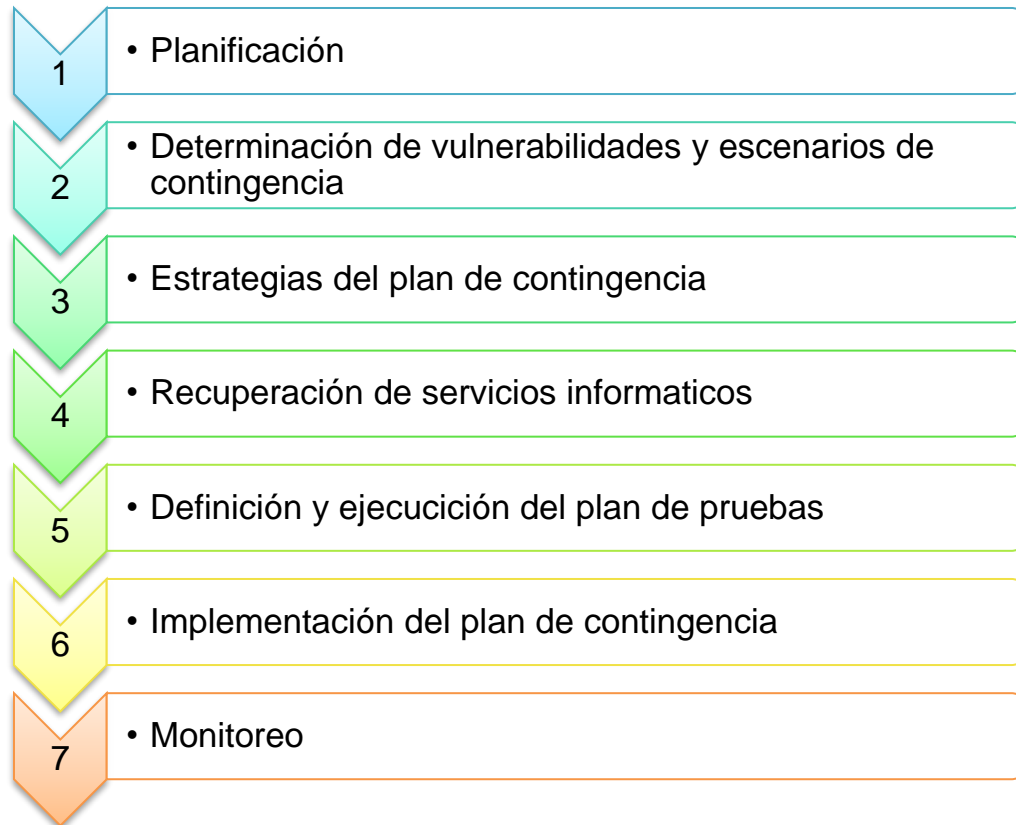 1
• Planificación
2
• Determinación de vulnerabilidades y escenarios de
contingencia
3
• Estrategias del plan de contingencia
4
• Recuperación de servicios informaticos
5
• Definición y ejecucición del plan de pruebas
6
• Implementación del plan de contingencia
7
• Monitoreo